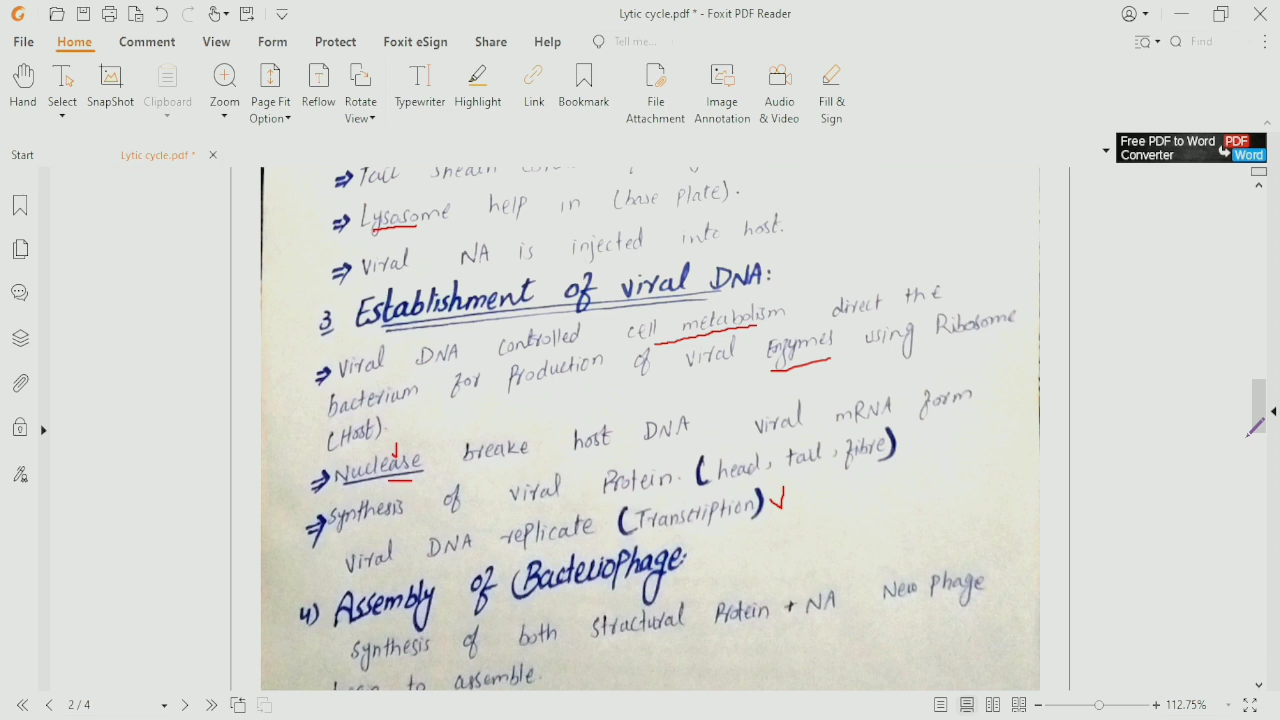 Lytic cycle.pdf * - Foxit PDF Reader
File Home Comment View Form Protect Foxit eSign Share Help Tell me... Find
Hand Select SnapShot Clipboard Zoom Page Fit Option Reflow Rotate View Typewriter Highlight Link Bookmark File Attachment Image Annotation Audio & Video Fill & Sign
Free PDF to Word Converter PDF Word
Start Lytic cycle.pdf *
⇒ Tail sheath
⇒ Lysosome help in (base plate).
⇒ Viral NA is injected into host.
3 Establishment of viral DNA:
⇒ Viral DNA controlled cell metabolism direct the
bacterium for Production of viral Enzymes using Ribosome
(Host).
⇒ Nuclease breake host DNA viral mRNA form
⇒ synthesis of viral Protein. (head, tail, fibre)
viral DNA replicate (Transcription)
4) Assembly of Bacteriophage:
synthesis of both structural Protein + NA New phage
to assemble.
2 / 4 112.75%